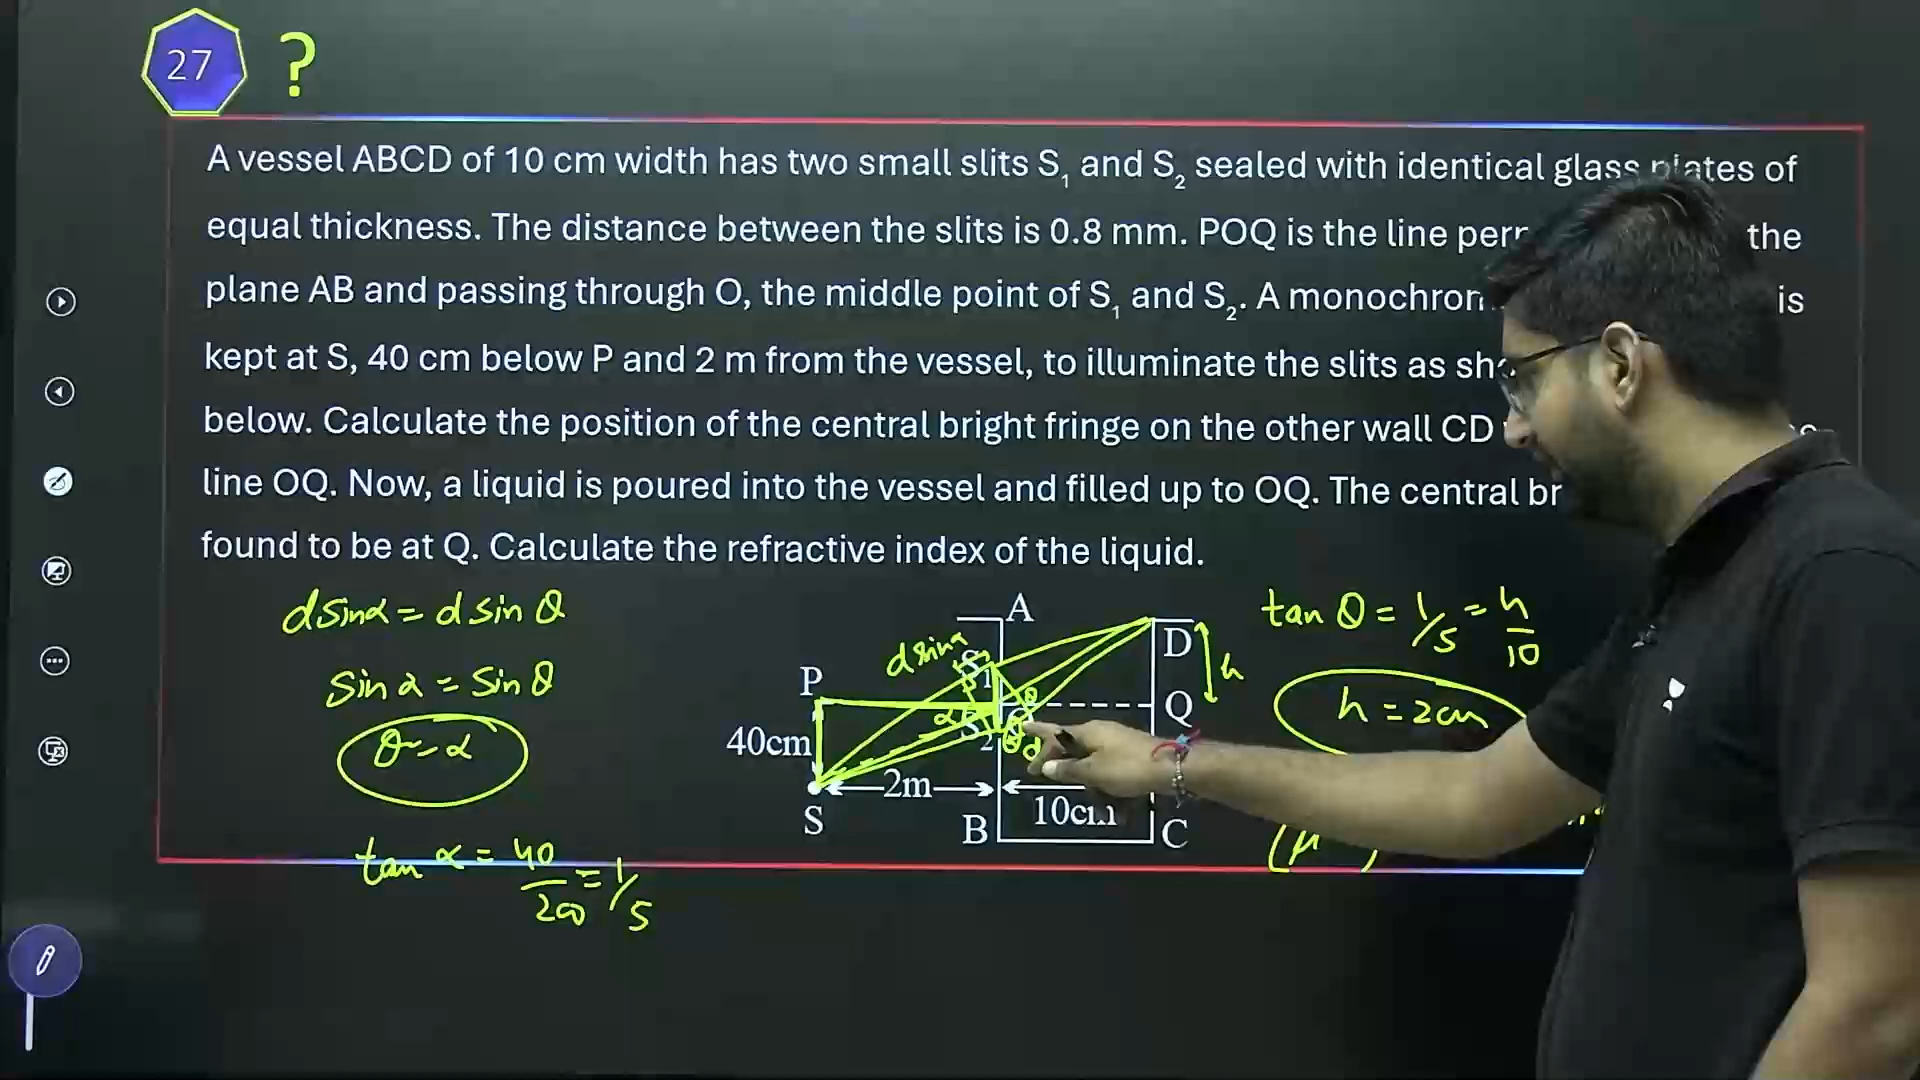 27 ?
A vessel ABCD of 10 cm width has two small slits S₁ and S₂ sealed with identical glass plates of
equal thickness. The distance between the slits is 0.8 mm. POQ is the line the
plane AB and passing through O, the middle point of S₁ and S₂. A is
kept at S, 40 cm below P and 2 m from the vessel, to illuminate the slits as
below. Calculate the position of the central bright fringe on the other wall CD
line OQ. Now, a liquid is poured into the vessel and filled up to OQ. The central
found to be at Q. Calculate the refractive index of the liquid.
d sin α = d sin θ
sin α = sin θ
θ = α
tan α = 40/200 = 1/5
A
d sin α
S₁
D
h
P
θ
α
Q
S₂
40cm
d
2m
10cm
S
B
C
tan θ = 1/5 = h/10
h = 2cm
(μ